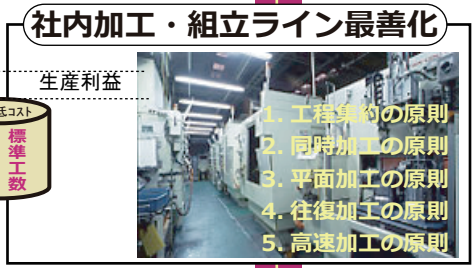 社内加工・組立ライン最善化
生産利益
コスト
標準工数
1. 工程集約の原則
2. 同時加工の原則
3. 平面加工の原則
4. 往復加工の原則
5. 高速加工の原則